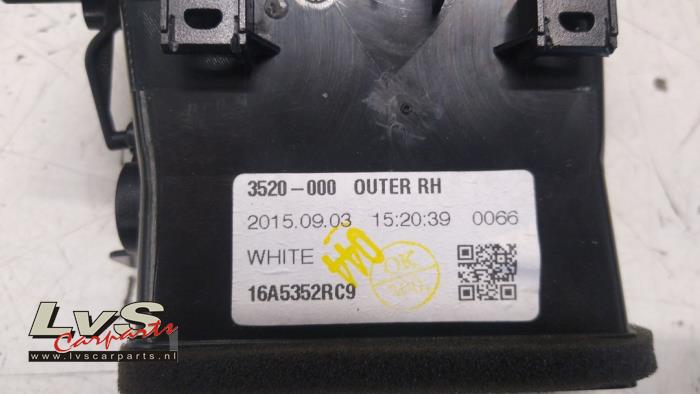 3520-000 OUTER RH
2015.09.03 15:20:39 0066
WHITE
16A5352RC9
OK
LvS
Carparts
www.lvscarparts.nl